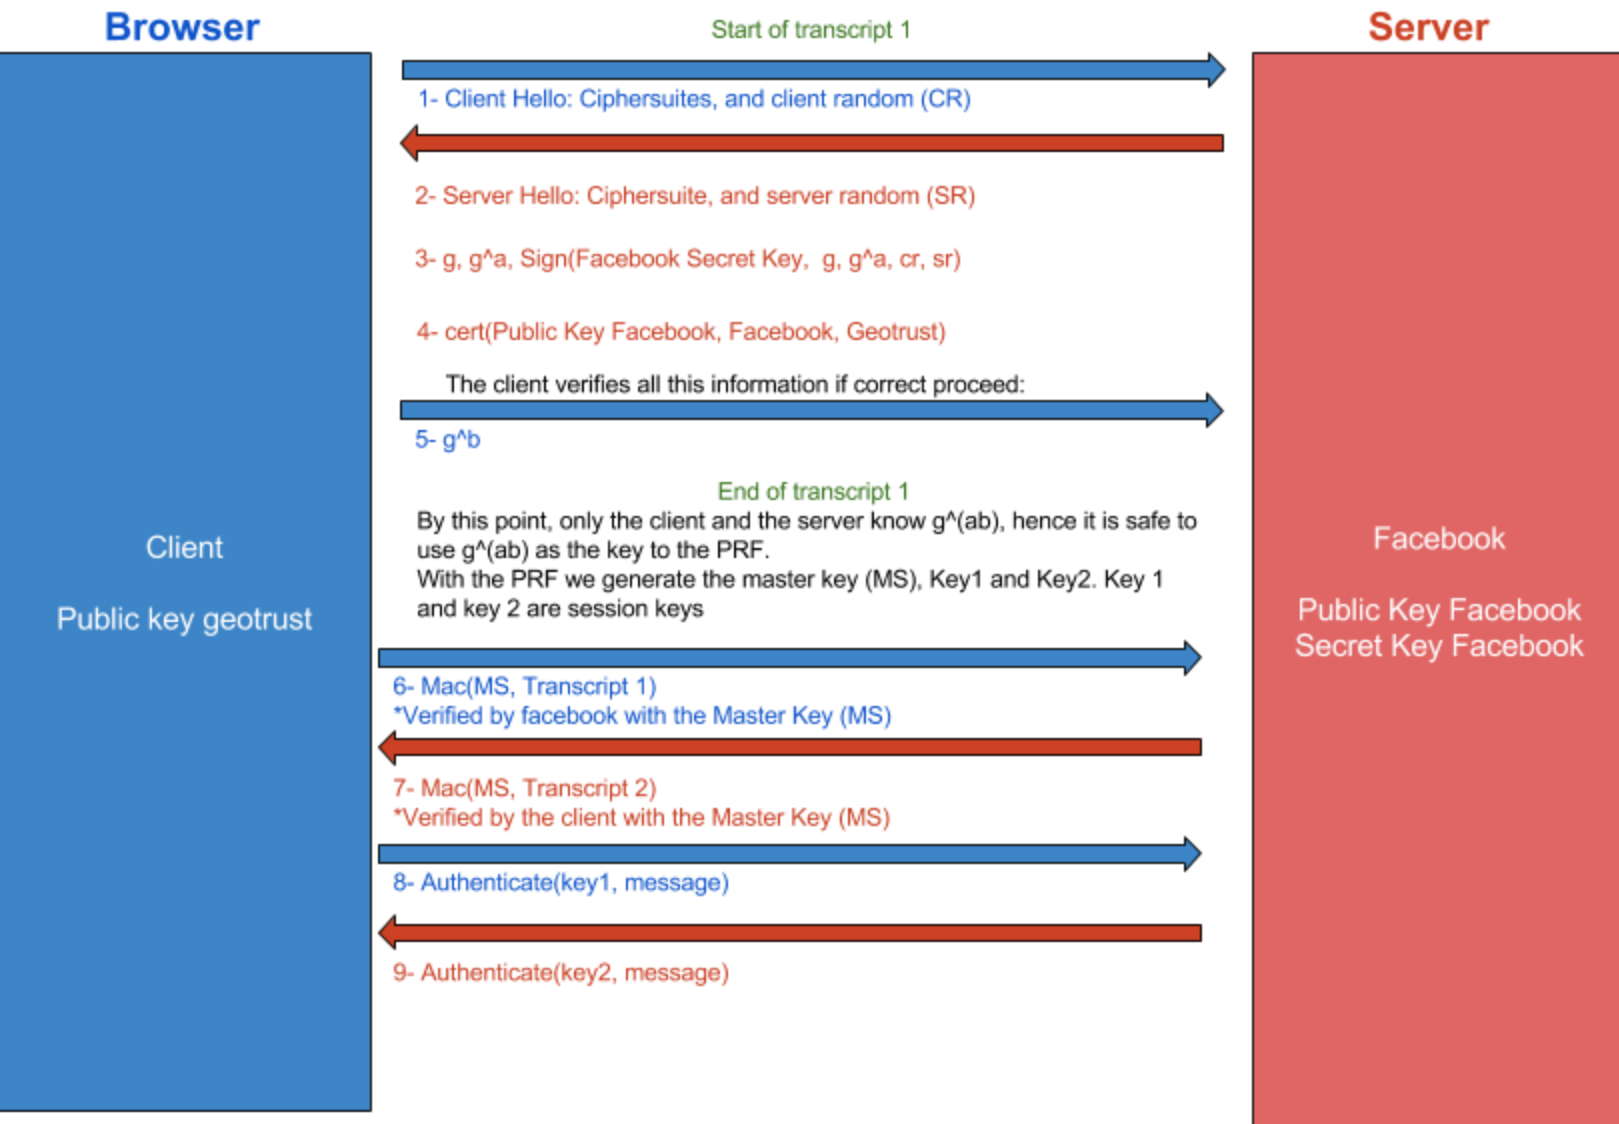 Browser
Start of transcript 1
Server
1- Client Hello: Ciphersuites, and client random (CR)
2- Server Hello: Ciphersuite, and server random (SR)
3- g, g^a, Sign(Facebook Secret Key,  g, g^a, cr, sr)
4- cert(Public Key Facebook, Facebook, Geotrust)
The client verifies all this information if correct proceed:
5- g^b
End of transcript 1
By this point, only the client and the server know g^(ab), hence it is safe to
use g^(ab) as the key to the PRF.
With the PRF we generate the master key (MS), Key1 and Key2. Key 1
and key 2 are session keys
Client
Public key geotrust
Facebook
Public Key Facebook
Secret Key Facebook
6- Mac(MS, Transcript 1)
*Verified by facebook with the Master Key (MS)
7- Mac(MS, Transcript 2)
*Verified by the client with the Master Key (MS)
8- Authenticate(key1, message)
9- Authenticate(key2, message)